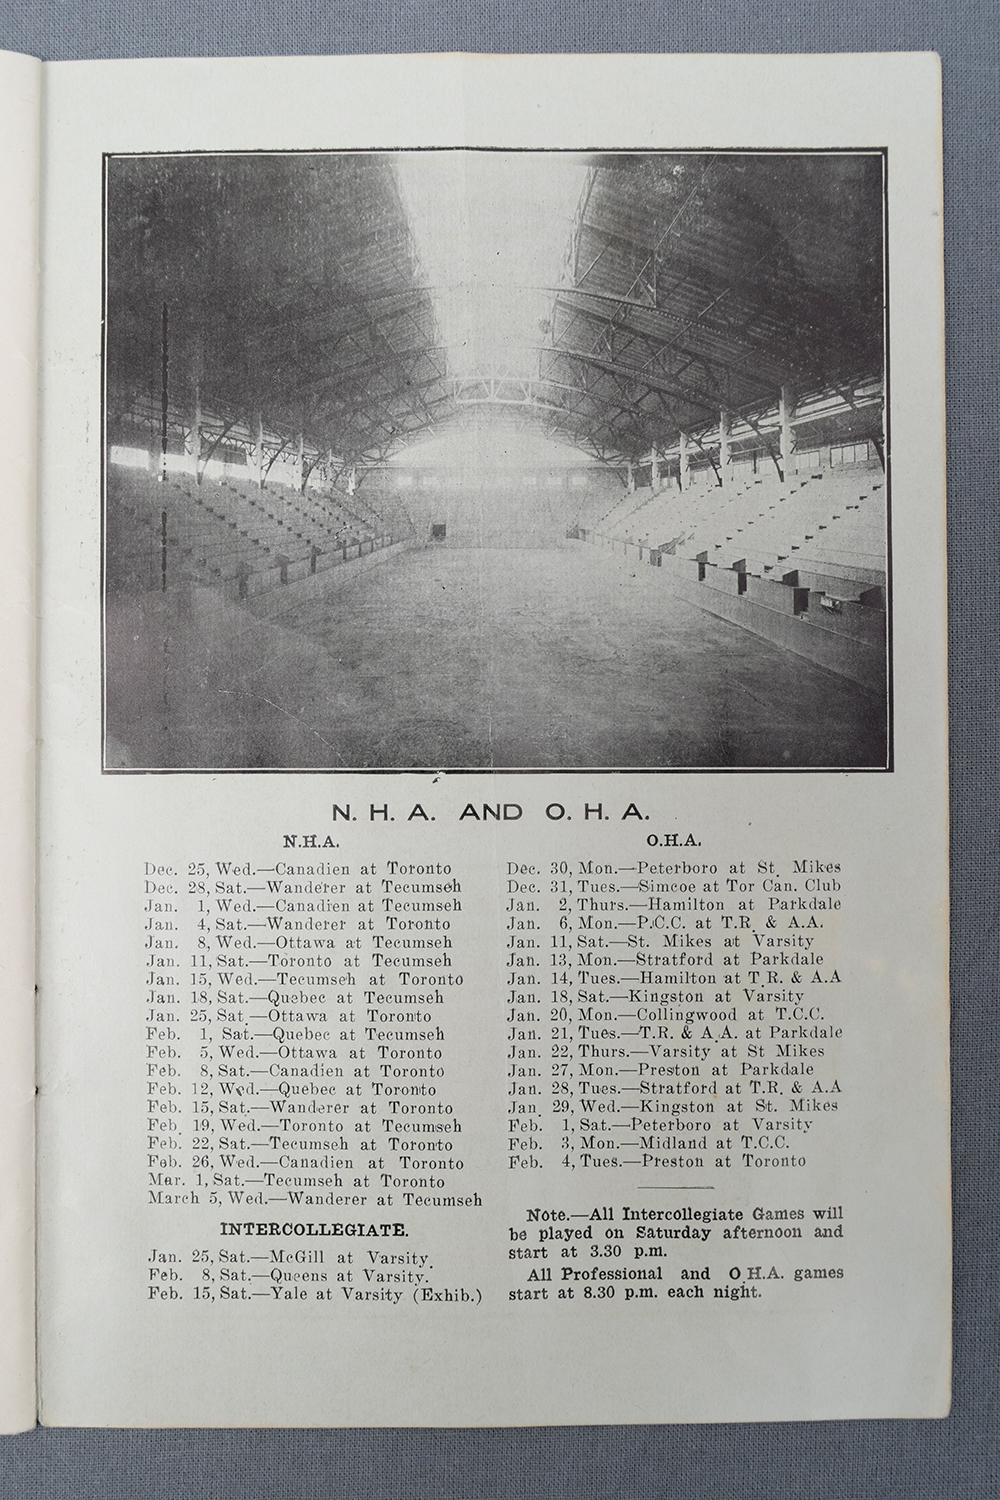 N. H. A. AND O. H. A.
N.H.A.
Dec. 25, Wed.—Canadien at Toronto
Dec. 28, Sat.—Wanderer at Tecumseh
Jan. 1, Wed.—Canadien at Tecumseh
Jan. 4, Sat.—Wanderer at Toronto
Jan. 8, Wed.—Ottawa at Tecumseh
Jan. 11, Sat.—Toronto at Tecumseh
Jan. 15, Wed.—Tecumseh at Toronto
Jan. 18, Sat.—Quebec at Tecumseh
Jan. 25, Sat.—Ottawa at Toronto
Feb. 1, Sat.—Quebec at Tecumseh
Feb. 5, Wed.—Ottawa at Toronto
Feb. 8, Sat.—Canadien at Toronto
Feb. 12, Wed.—Quebec at Toronto
Feb. 15, Sat.—Wanderer at Toronto
Feb. 19, Wed.—Toronto at Tecumseh
Feb. 22, Sat.—Tecumseh at Toronto
Feb. 26, Wed.—Canadien at Toronto
Mar. 1, Sat.—Tecumseh at Toronto
March 5, Wed.—Wanderer at Tecumseh
INTERCOLLEGIATE.
Jan. 25, Sat.—McGill at Varsity.
Feb. 8, Sat.—Queens at Varsity.
Feb. 15, Sat.—Yale at Varsity (Exhib.)
O.H.A.
Dec. 30, Mon.—Peterboro at St. Mikes
Dec. 31, Tues.—Simcoe at Tor Can. Club
Jan. 2, Thurs.—Hamilton at Parkdale
Jan. 6, Mon.—P.C.C. at T.R. & A.A.
Jan. 11, Sat.—St. Mikes at Varsity
Jan. 13, Mon.—Stratford at Parkdale
Jan. 14, Tues.—Hamilton at T.R. & A.A
Jan. 18, Sat.—Kingston at Varsity
Jan. 20, Mon.—Collingwood at T.C.C.
Jan. 21, Tues.—T.R. & A.A. at Parkdale
Jan. 22, Thurs.—Varsity at St Mikes
Jan. 27, Mon.—Preston at Parkdale
Jan. 28, Tues.—Stratford at T.R. & A.A
Jan. 29, Wed.—Kingston at St. Mikes
Feb. 1, Sat.—Peterboro at Varsity
Feb. 3, Mon.—Midland at T.C.C.
Feb. 4, Tues.—Preston at Toronto
Note.—All Intercollegiate Games will
be played on Saturday afternoon and
start at 3.30 p.m.
All Professional and O.H.A. games
start at 8.30 p.m. each night.